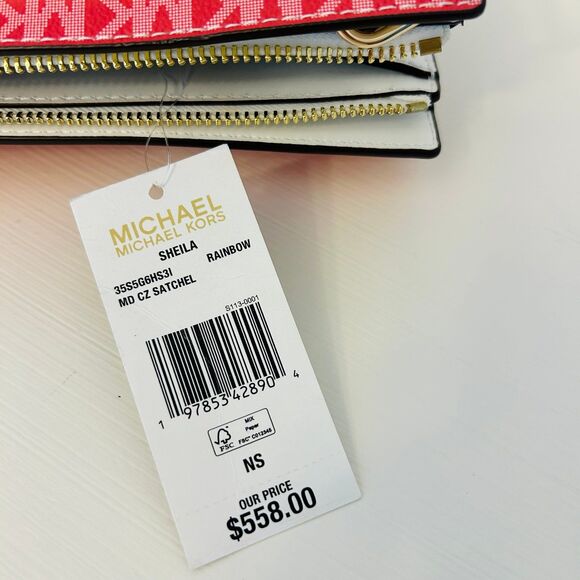 MICHAEL
MICHAEL KORS
SHEILA
35S5G6HS3I RAINBOW
MD CZ SATCHEL
S113-0001
1 97853 42890 4
FSC
MIX
Paper
FSC® C012348
NS
OUR PRICE
$558.00